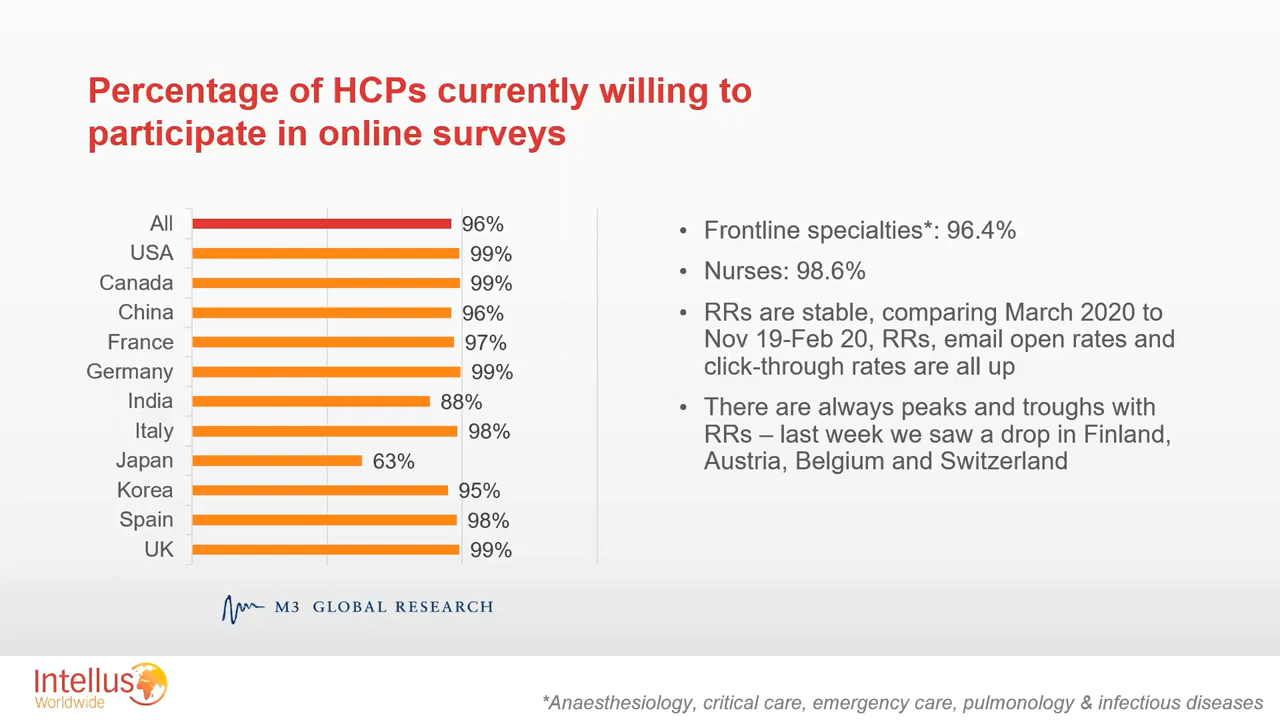 Percentage of HCPs currently willing to
participate in online surveys
All 96%
USA 99%
Canada 99%
China 96%
France 97%
Germany 99%
India 88%
Italy 98%
Japan 63%
Korea 95%
Spain 98%
UK 99%
M3 GLOBAL RESEARCH
• Frontline specialties*: 96.4%
• Nurses: 98.6%
• RRs are stable, comparing March 2020 to
Nov 19-Feb 20, RRs, email open rates and
click-through rates are all up
• There are always peaks and troughs with
RRs – last week we saw a drop in Finland,
Austria, Belgium and Switzerland
Intellus
Worldwide
*Anaesthesiology, critical care, emergency care, pulmonology & infectious diseases